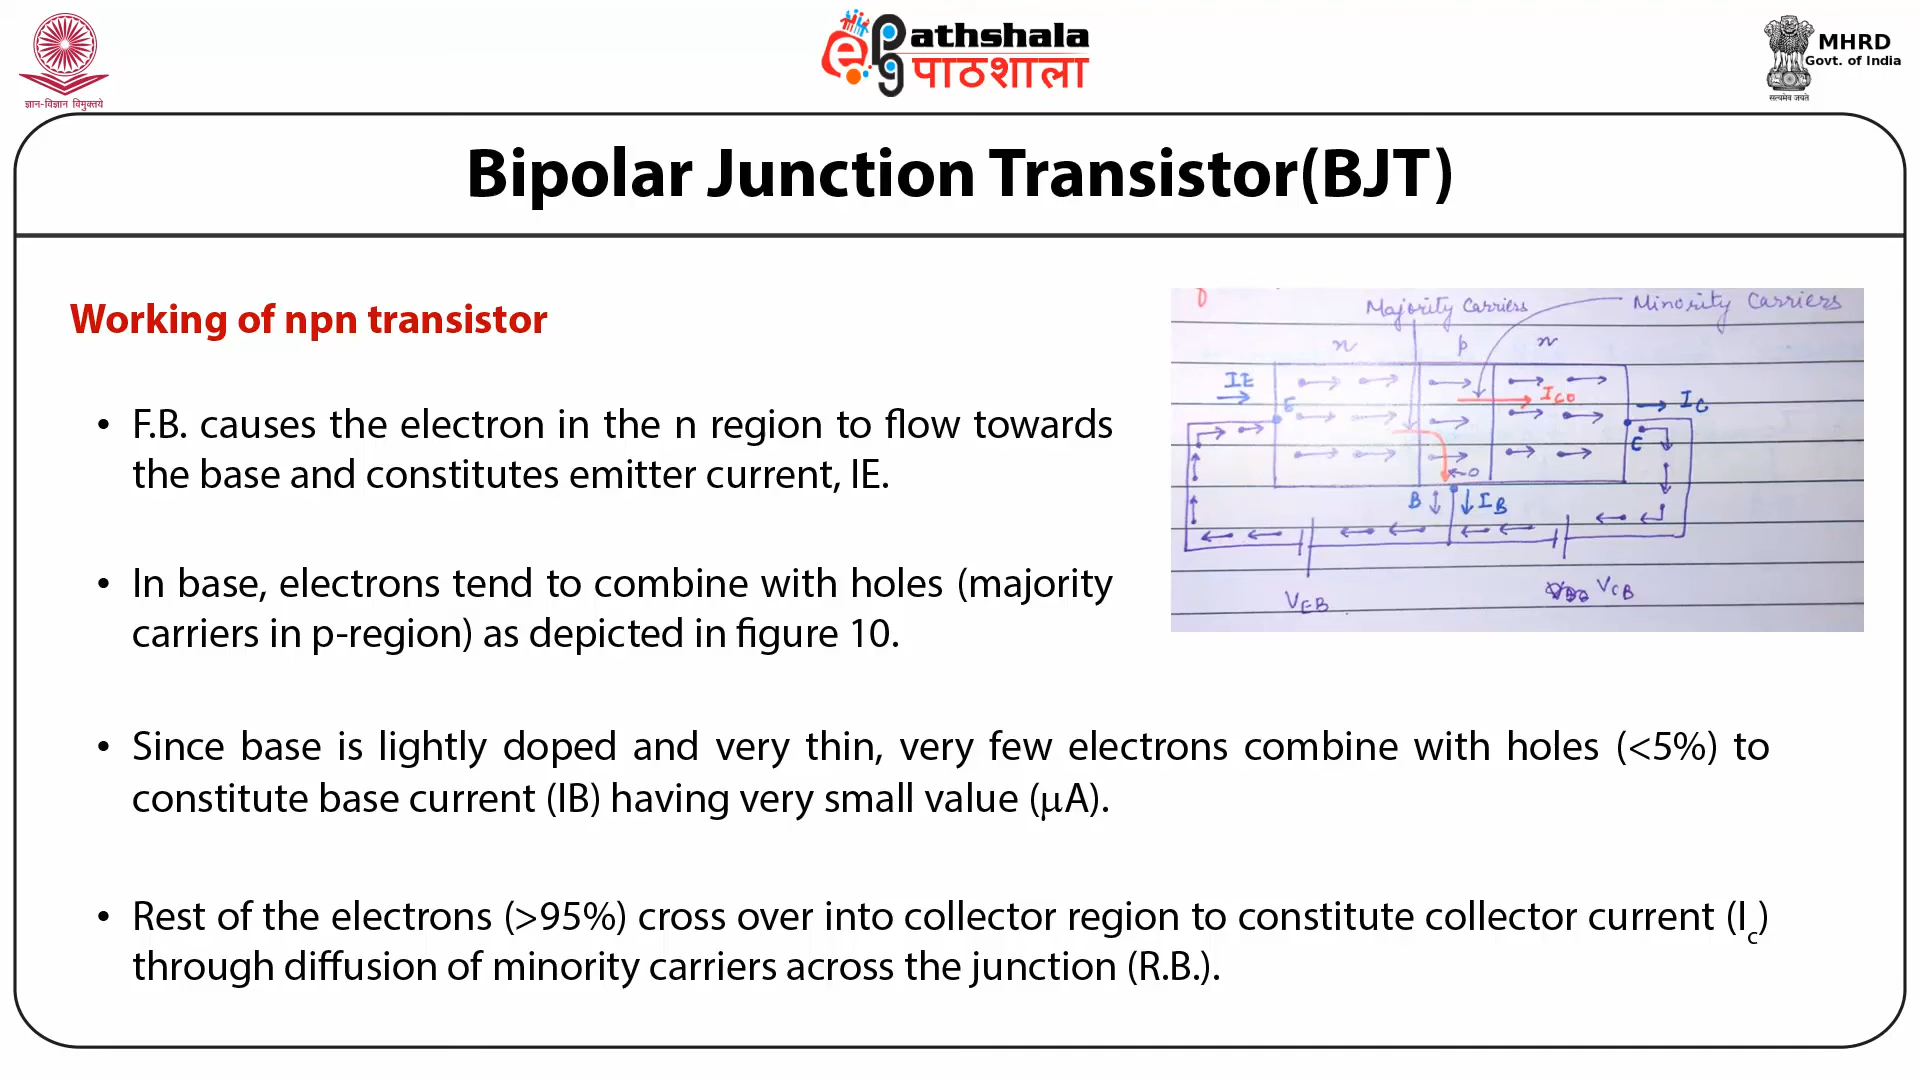 ज्ञान-विज्ञान विमुक्तये
ePathshala
पाठशाला
MHRD
Govt. of India
सत्यमेव जयते
Bipolar Junction Transistor(BJT)
Working of npn transistor
• F.B. causes the electron in the n region to flow towards
the base and constitutes emitter current, IE.
• In base, electrons tend to combine with holes (majority
carriers in p-region) as depicted in figure 10.
• Since base is lightly doped and very thin, very few electrons combine with holes (<5%) to
constitute base current (IB) having very small value (μA).
• Rest of the electrons (>95%) cross over into collector region to constitute collector current (Ic)
through diffusion of minority carriers across the junction (R.B.).
Majority Carriers Minority Carriers
n p n
IE
E
ICO
IC
C
B IB
VEB
VCB